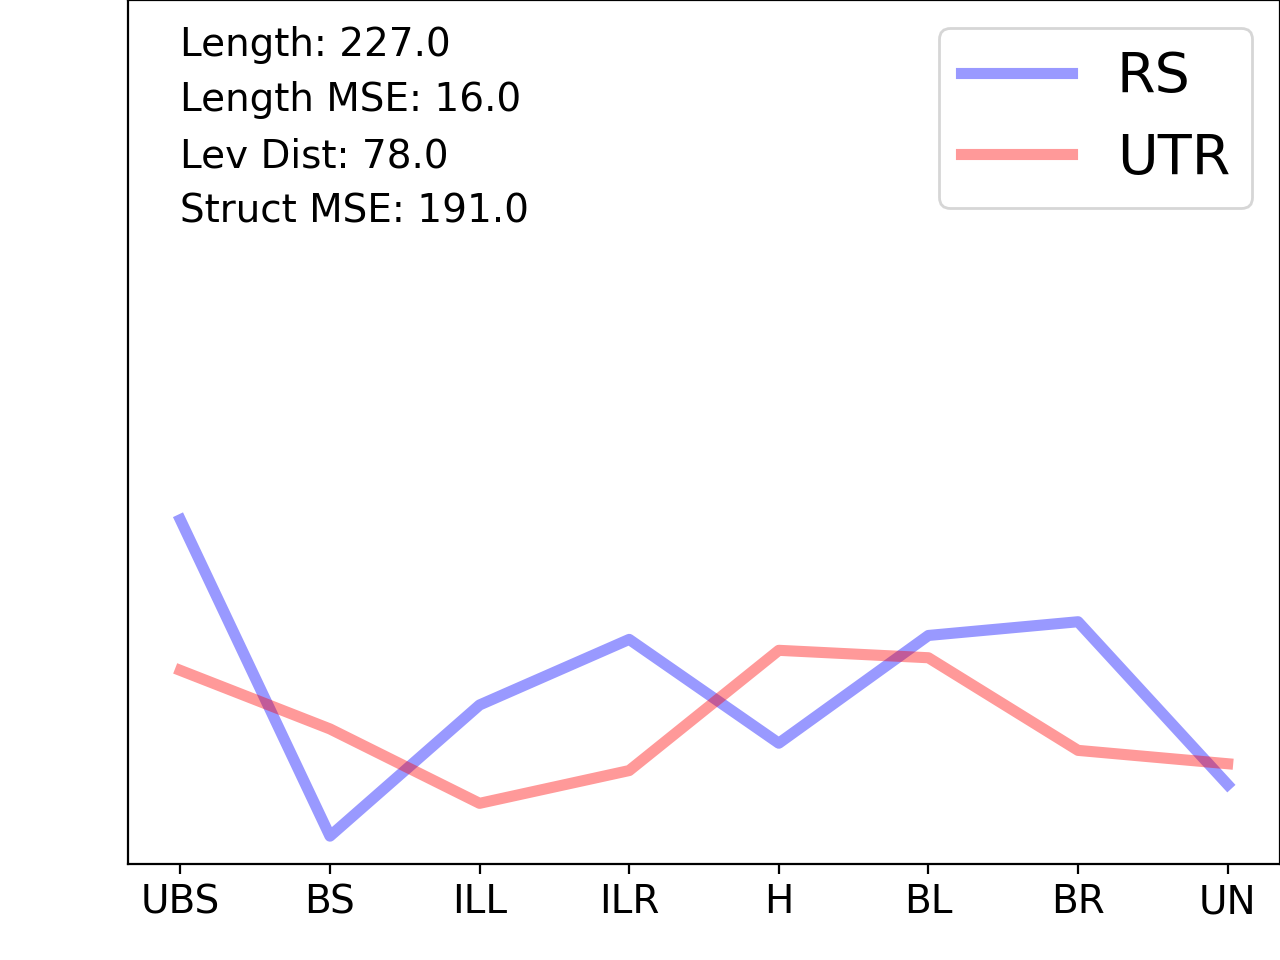 Length: 227.0
Length MSE: 16.0
Lev Dist: 78.0
Struct MSE: 191.0
RS
UTR
UBS BS ILL ILR H BL BR UN